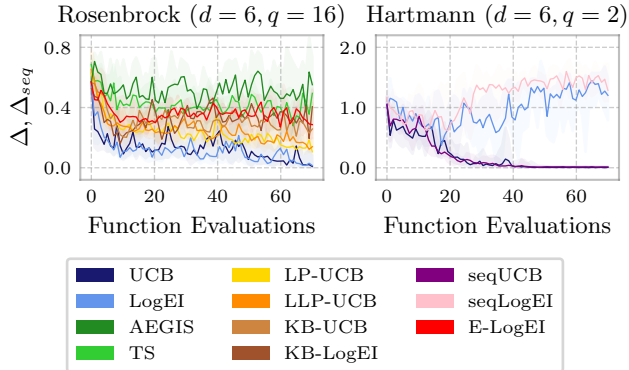 Rosenbrock (d = 6, q = 16)
Hartmann (d = 6, q = 2)
Δ, Δ_seq
0.8
0.4
0.0
2.0
1.0
0.0
0 20 40 60
0 20 40 60
Function Evaluations
Function Evaluations
UCB
LogEI
AEGIS
TS
LP-UCB
LLP-UCB
KB-UCB
KB-LogEI
seqUCB
seqLogEI
E-LogEI